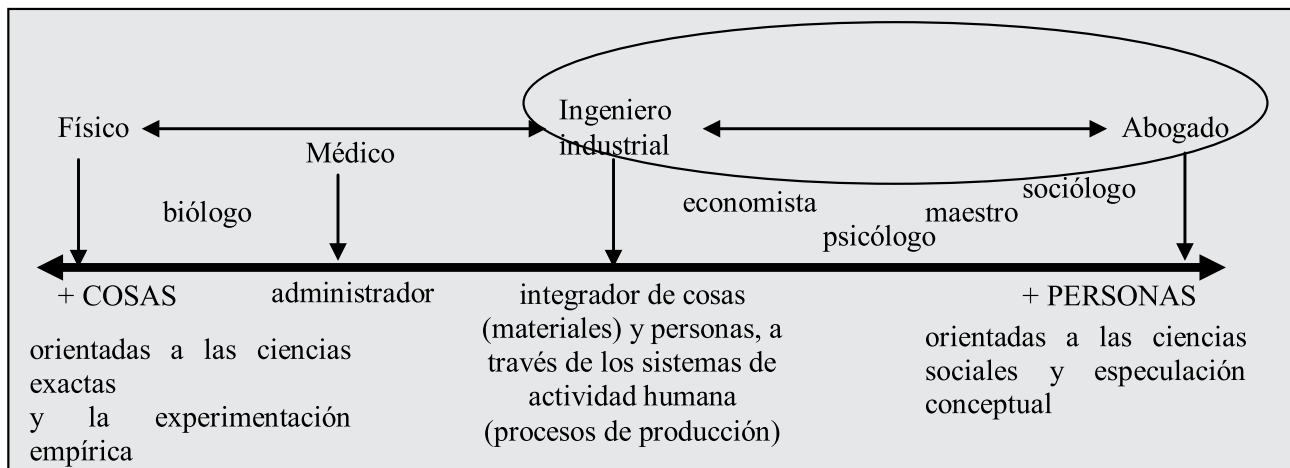 Físico
Médico
Ingeniero
industrial
Abogado
biólogo
economista
psicólogo
maestro
sociólogo
+ COSAS
administrador
+ PERSONAS
orientadas a las ciencias
exactas
y la experimentación
empírica
integrador de cosas
(materiales) y personas, a
través de los sistemas de
actividad humana
(procesos de producción)
orientadas a las ciencias
sociales y especulación
conceptual